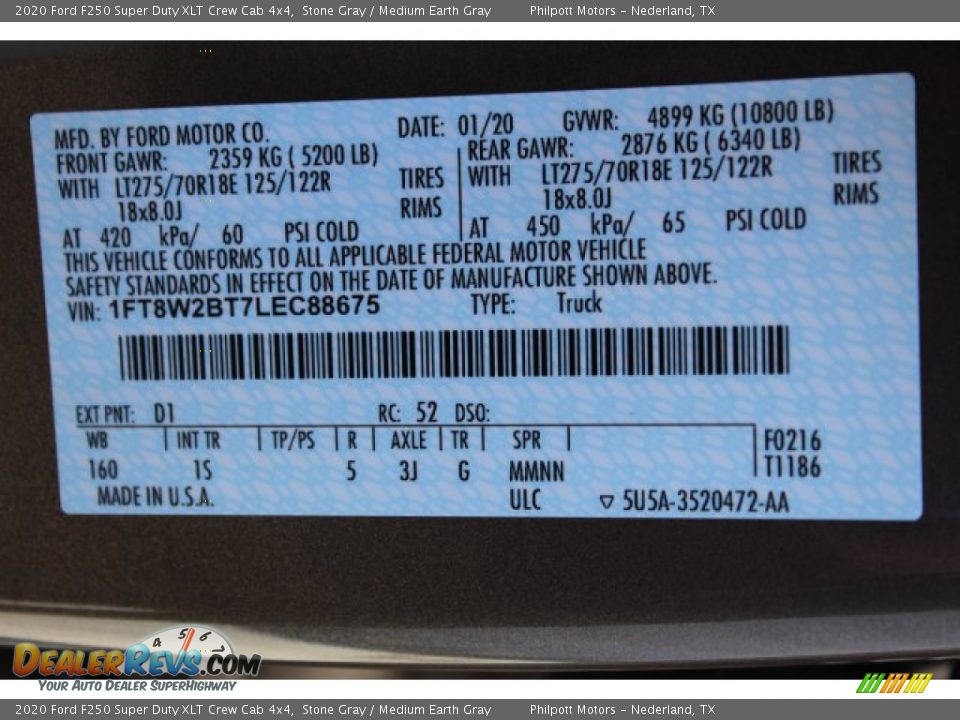 2020 Ford F250 Super Duty XLT Crew Cab 4x4, Stone Gray / Medium Earth Gray Philpott Motors - Nederland, TX
MFD. BY FORD MOTOR CO. DATE: 01/20 GVWR: 4899 KG (10800 LB)
FRONT GAWR: 2359 KG ( 5200 LB) REAR GAWR: 2876 KG ( 6340 LB)
WITH LT275/70R18E 125/122R TIRES WITH LT275/70R18E 125/122R TIRES
18x8.0J RIMS 18x8.0J RIMS
AT 420 kPa/ 60 PSI COLD AT 450 kPa/ 65 PSI COLD
THIS VEHICLE CONFORMS TO ALL APPLICABLE FEDERAL MOTOR VEHICLE
SAFETY STANDARDS IN EFFECT ON THE DATE OF MANUFACTURE SHOWN ABOVE.
VIN: 1FT8W2BT7LEC88675 TYPE: Truck
EXT PNT: D1 RC: 52 DSO:
WB INT TR TP/PS R AXLE TR SPR F0216
160 1S 5 3J G MMNN T1186
MADE IN U.S.A. ULC ▽ 5U5A-3520472-AA
4 5 6
DealerRevs.com
Your Auto Dealer SuperHighway
2020 Ford F250 Super Duty XLT Crew Cab 4x4, Stone Gray / Medium Earth Gray Philpott Motors - Nederland, TX